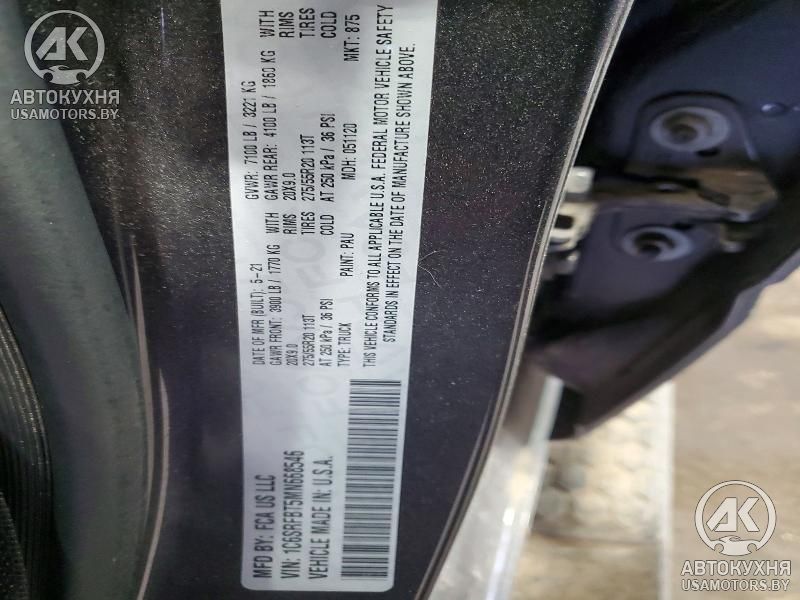 MFD BY: FCA US LLC
DATE OF MFR (BUILT): 5-21
GVWR: 7100 LB / 3221 KG
GAWR FRONT: 3900 LB / 1770 KG WITH
GAWR REAR: 4100 LB / 1860 KG WITH
20X9.0 RIMS
20X9.0 RIMS
275/55R20 113T TIRES
275/55R20 113T TIRES
AT 250 kPa / 36 PSI COLD
AT 250 kPa / 36 PSI COLD
VIN: 1C6SRFBT5MN668546
TYPE: TRUCK
PAINT: PAU
MDH: 051120
MKT: 875
VEHICLE MADE IN: U.S.A.
THIS VEHICLE CONFORMS TO ALL APPLICABLE U.S.A. FEDERAL MOTOR VEHICLE SAFETY
STANDARDS IN EFFECT ON THE DATE OF MANUFACTURE SHOWN ABOVE.
АК
АВТОКУХНЯ
USAMOTORS.BY
АК
АВТОКУХНЯ
USAMOTORS.BY